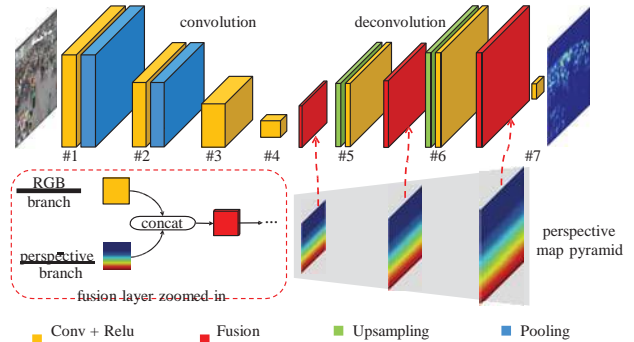 convolution
deconvolution
#1
#2
#3
#4
#5
#6
#7
RGB
branch
concat
...
perspective
branch
fusion layer zoomed in
perspective
map pyramid
Conv + Relu
Fusion
Upsampling
Pooling